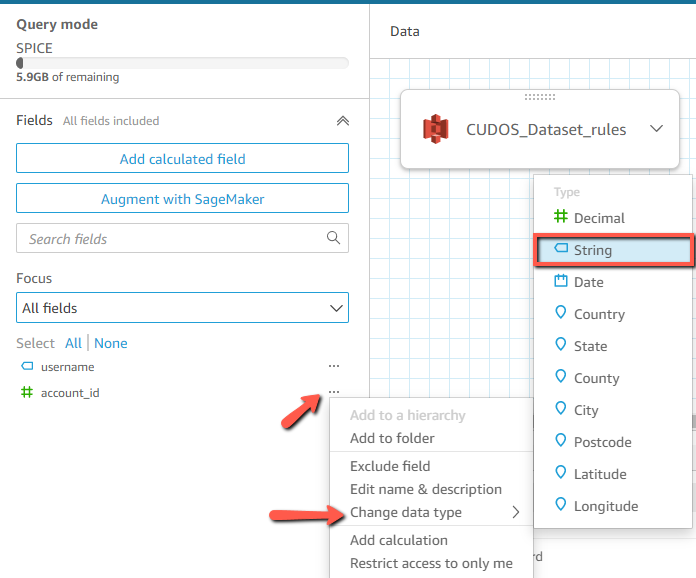 Query mode
SPICE
5.9GB of remaining
Fields All fields included
Add calculated field
Augment with SageMaker
Search fields
Focus
All fields
Select All None
username
account_id
Data
CUDOS_Dataset_rules
Add to a hierarchy
Add to folder
Exclude field
Edit name & description
Change data type
Add calculation
Restrict access to only me
Type
Decimal
String
Date
Country
State
County
City
Postcode
Latitude
Longitude
rd